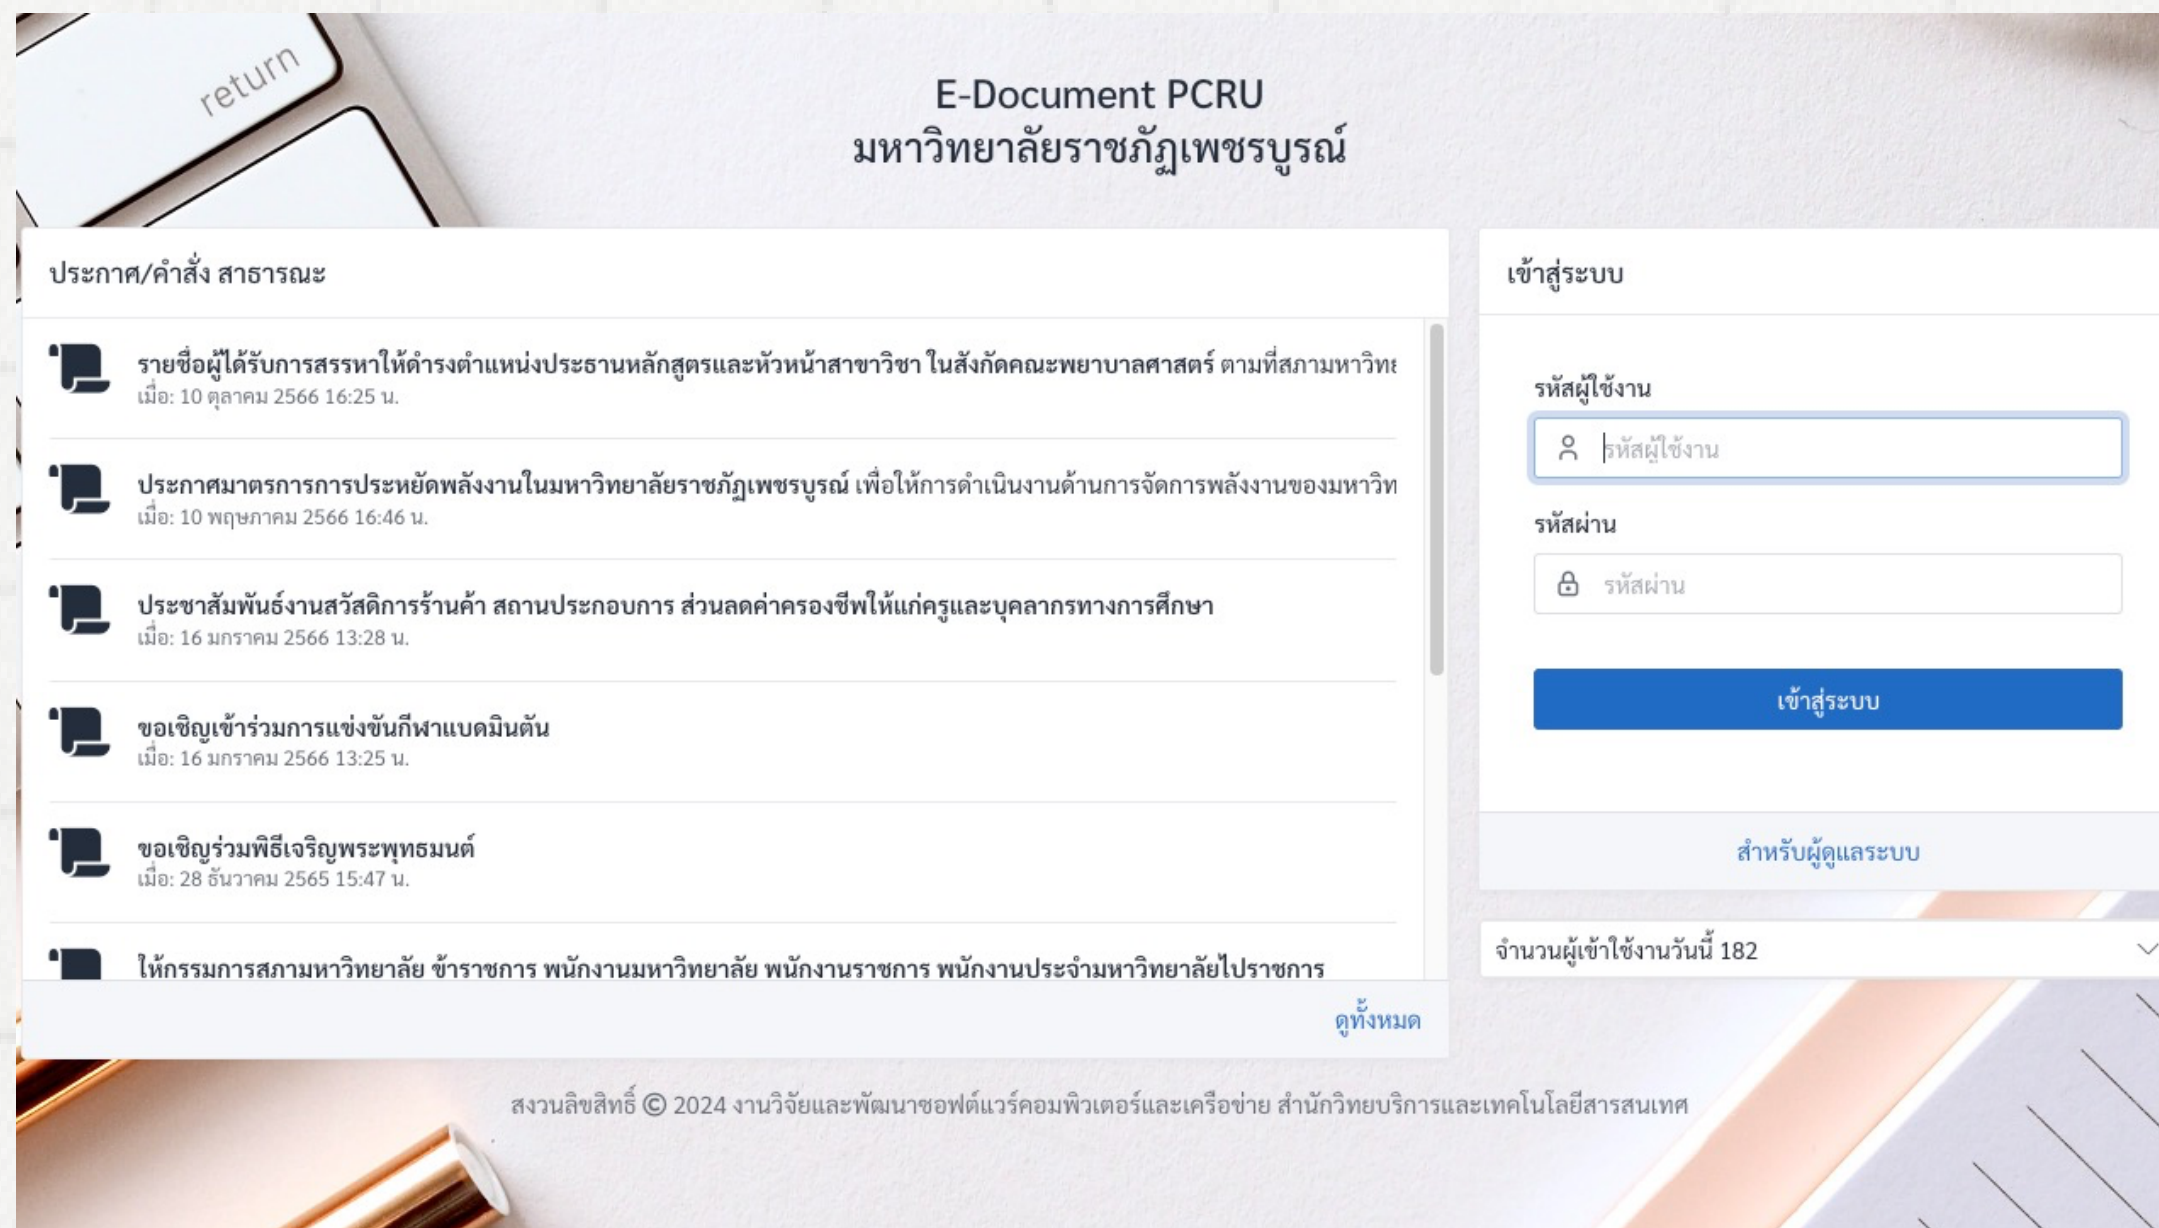 return
E-Document PCRU
มหาวิทยาลัยราชภัฏเพชรบูรณ์
ประกาศ/คำสั่ง สาธารณะ
รายชื่อผู้ได้รับการสรรหาให้ดำรงตำแหน่งประธานหลักสูตรและหัวหน้าสาขาวิชา ในสังกัดคณะพยาบาลศาสตร์ ตามที่สภามหาวิทย
เมื่อ: 10 ตุลาคม 2566 16:25 น.
ประกาศมาตรการการประหยัดพลังงานในมหาวิทยาลัยราชภัฏเพชรบูรณ์ เพื่อให้การดำเนินงานด้านการจัดการพลังงานของมหาวิท
เมื่อ: 10 พฤษภาคม 2566 16:46 น.
ประชาสัมพันธ์งานสวัสดิการร้านค้า สถานประกอบการ ส่วนลดค่าครองชีพให้แก่ครูและบุคลากรทางการศึกษา
เมื่อ: 16 มกราคม 2566 13:28 น.
ขอเชิญเข้าร่วมการแข่งขันกีฬาแบดมินตัน
เมื่อ: 16 มกราคม 2566 13:25 น.
ขอเชิญร่วมพิธีเจริญพระพุทธมนต์
เมื่อ: 28 ธันวาคม 2565 15:47 น.
ให้กรรมการสภามหาวิทยาลัย ข้าราชการ พนักงานมหาวิทยาลัย พนักงานราชการ พนักงานประจำมหาวิทยาลัยไปราชการ
ดูทั้งหมด
เข้าสู่ระบบ
รหัสผู้ใช้งาน
รหัสผู้ใช้งาน
รหัสผ่าน
รหัสผ่าน
เข้าสู่ระบบ
สำหรับผู้ดูแลระบบ
จำนวนผู้เข้าใช้งานวันนี้ 182
สงวนลิขสิทธิ์ © 2024 งานวิจัยและพัฒนาซอฟต์แวร์คอมพิวเตอร์และเครือข่าย สำนักวิทยบริการและเทคโนโลยีสารสนเทศ